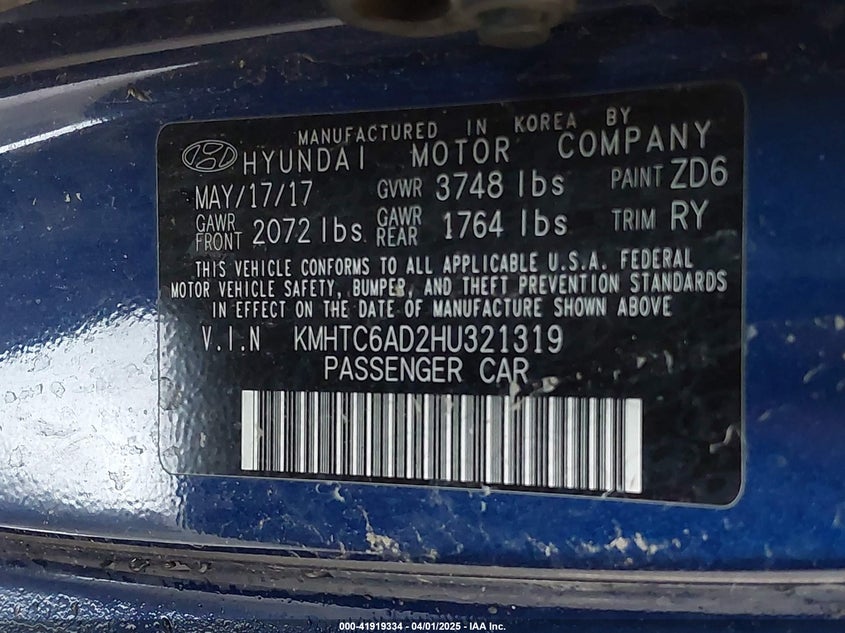 MANUFACTURED IN KOREA BY
HYUNDAI MOTOR COMPANY
MAY/17/17 GVWR 3748 lbs PAINT ZD6
GAWR FRONT 2072 lbs GAWR REAR 1764 lbs TRIM RY
THIS VEHICLE CONFORMS TO ALL APPLICABLE U.S.A. FEDERAL
MOTOR VEHICLE SAFETY, BUMPER, AND THEFT PREVENTION STANDARDS
IN EFFECT ON THE DATE OF MANUFACTURE SHOWN ABOVE
V.I.N KMHTC6AD2HU321319
PASSENGER CAR
000-41919334 - 04/01/2025 - IAA Inc.